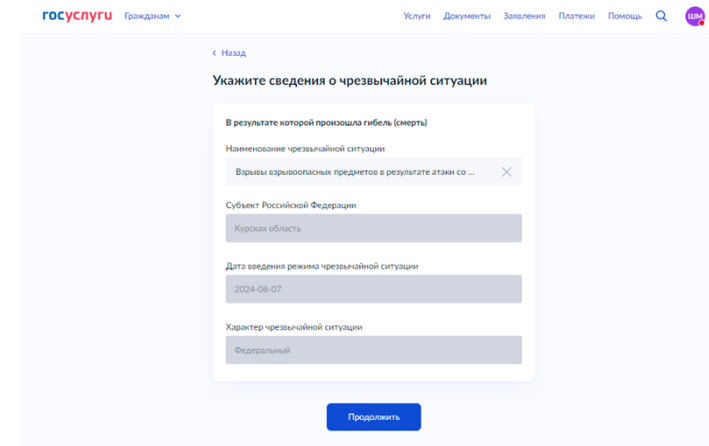 госуслуги Гражданам Услуги Документы Заявления Платежи Помощь ШМ
Назад
Укажите сведения о чрезвычайной ситуации
В результате которой произошла гибель (смерть)
Наименование чрезвычайной ситуации
Взрывы взрывоопасных предметов в результате атаки со ...
Субъект Российской Федерации
Курская область
Дата введения режима чрезвычайной ситуации
2024-08-07
Характер чрезвычайной ситуации
Федеральный
Продолжить